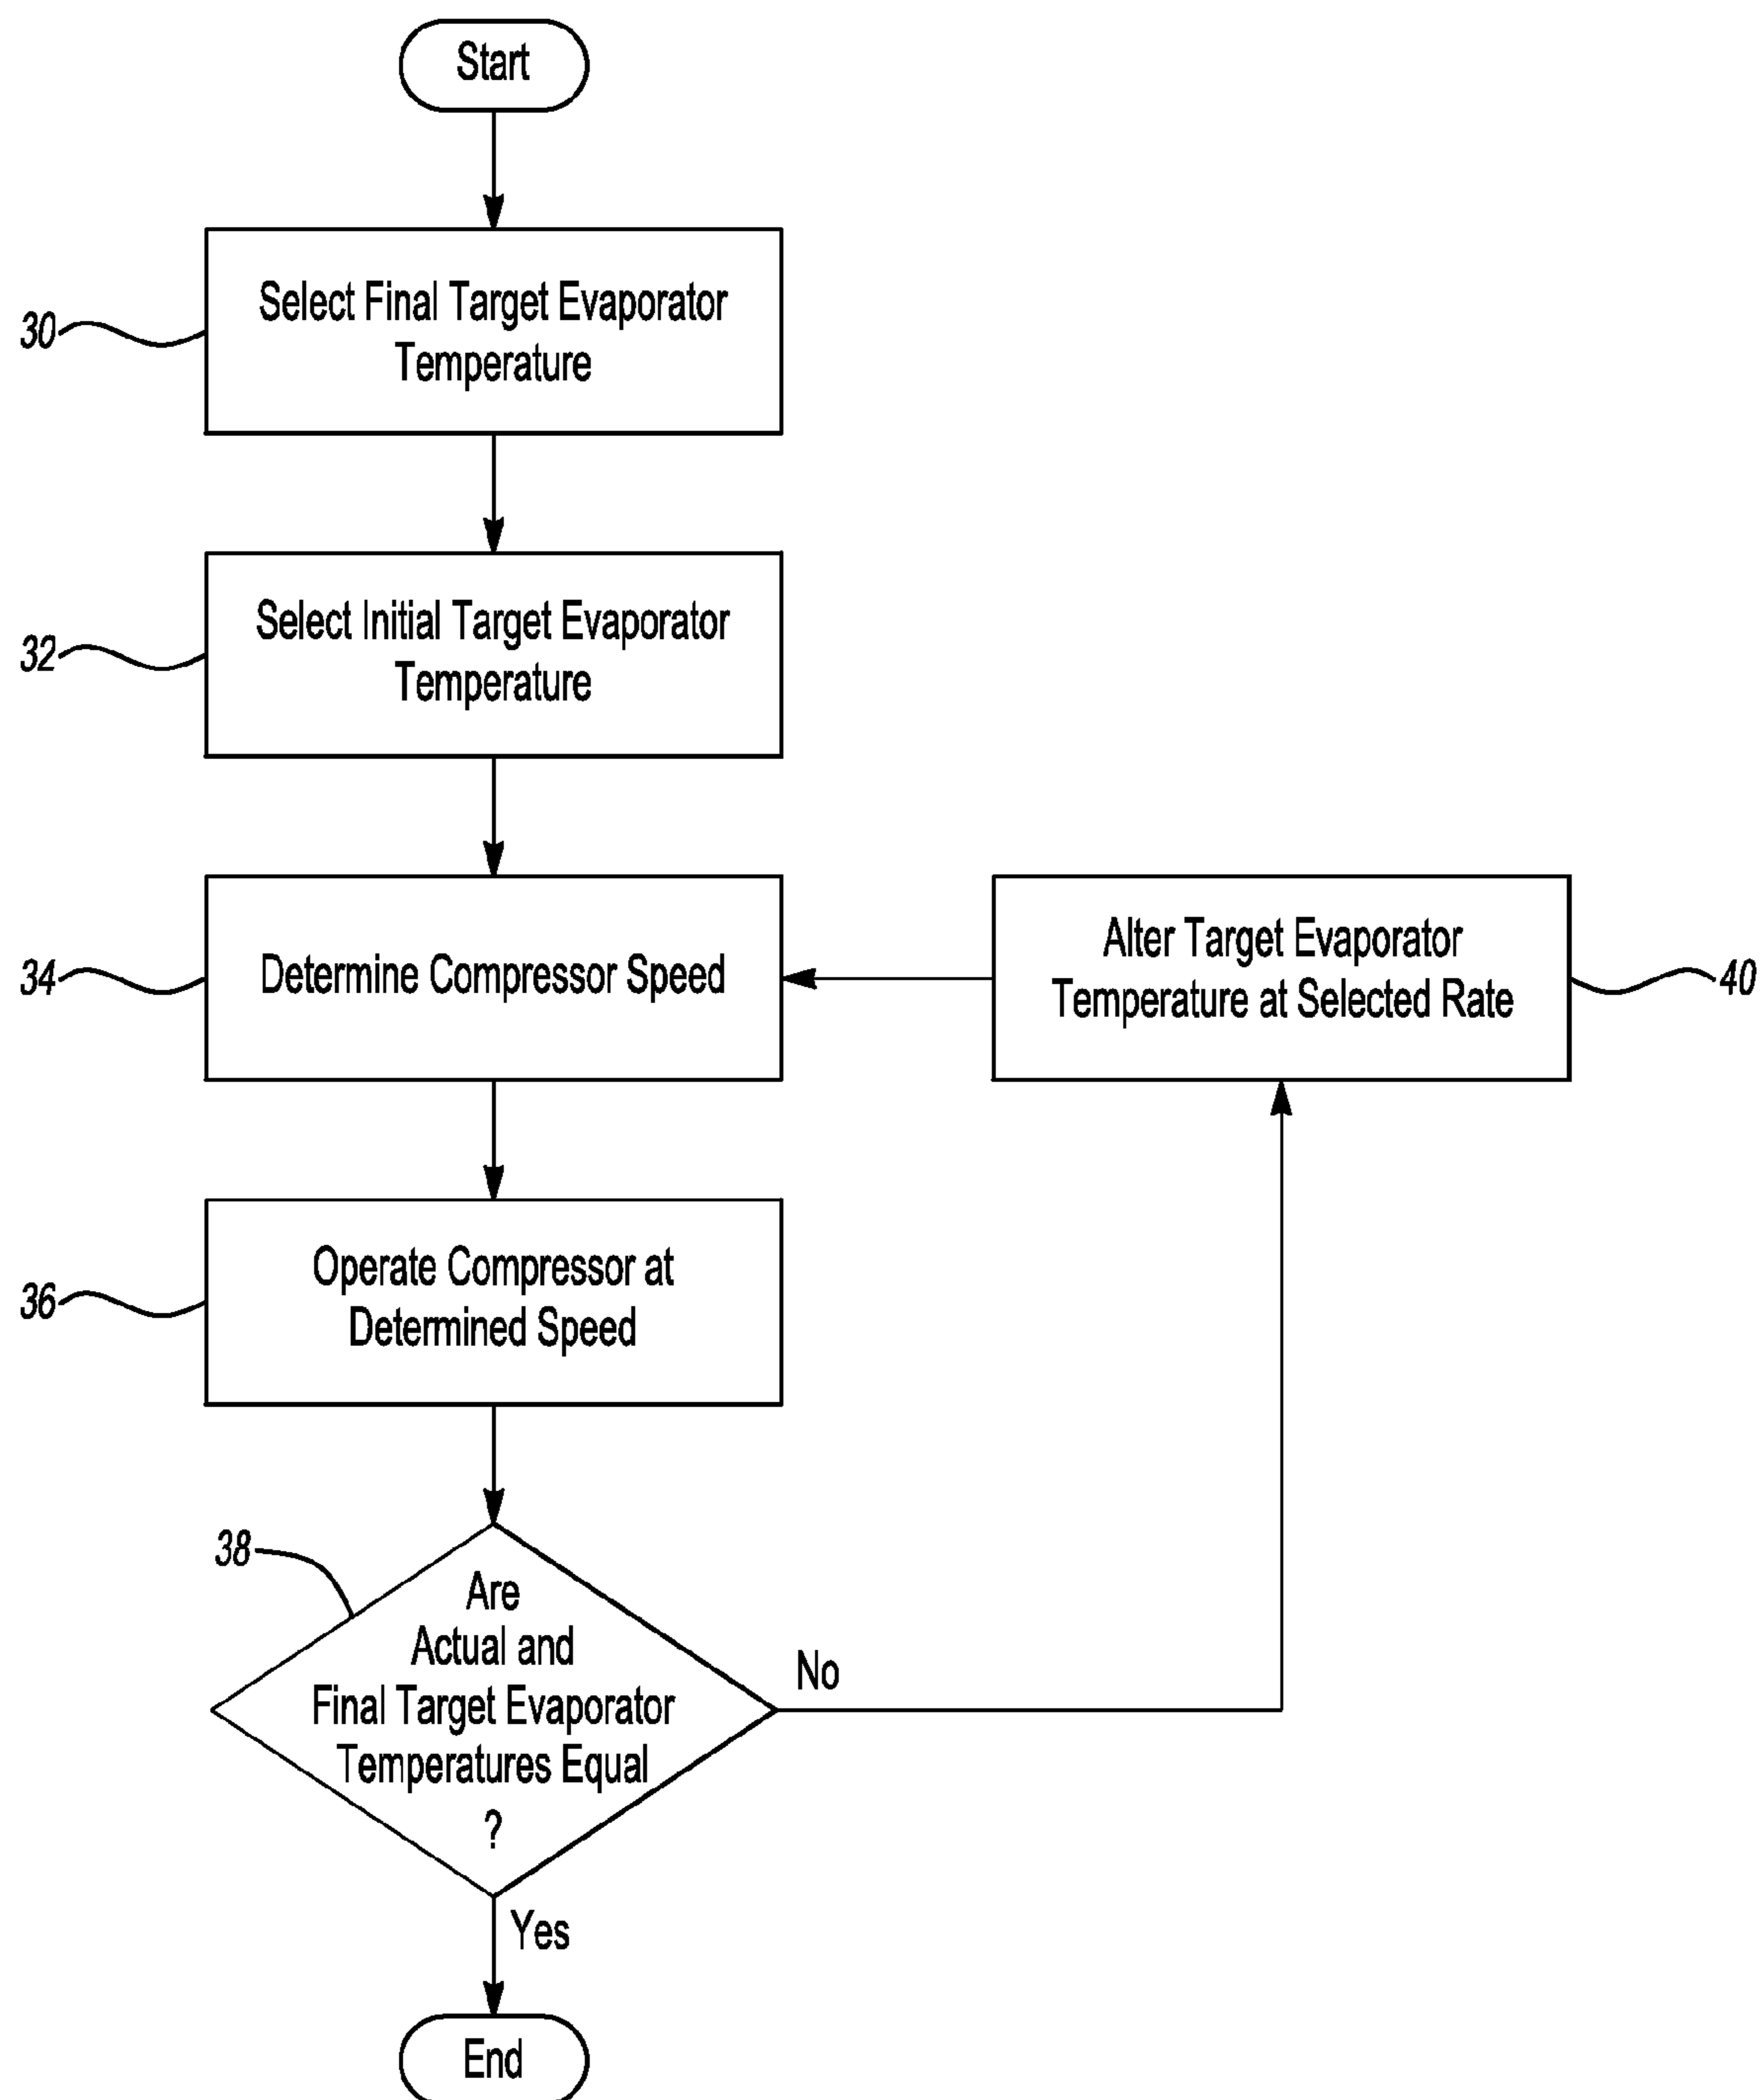 Start
30
Select Final Target Evaporator
Temperature
32
Select Initial Target Evaporator
Temperature
34
Determine Compressor Speed
Alter Target Evaporator
Temperature at Selected Rate
40
36
Operate Compressor at
Determined Speed
38
Are
Actual and
Final Target Evaporator
Temperatures Equal
?
No
Yes
End